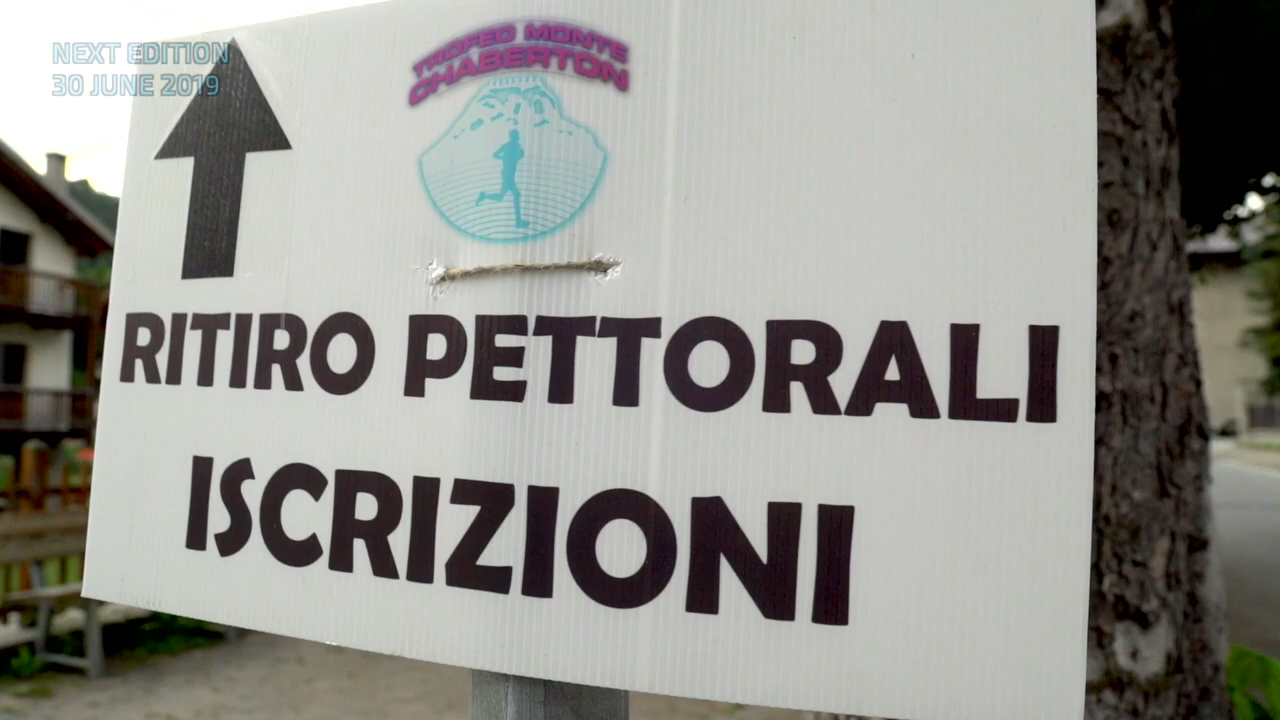 NEXT EDITION
30 JUNE 2019
TROFEO MONTE
CHABERTON
RITIRO PETTORALI
ISCRIZIONI